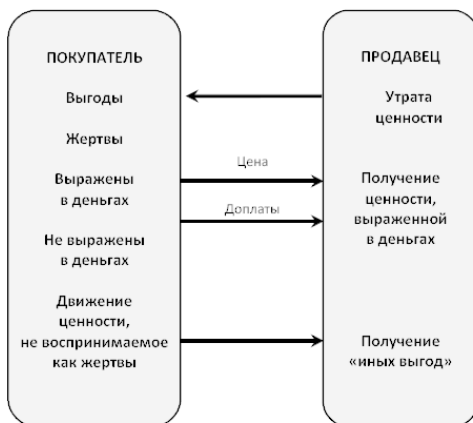 ПОКУПАТЕЛЬ
Выгоды
Жертвы
Выражены
в деньгах
Не выражены
в деньгах
Движение
ценности,
не воспринимаемое
как жертвы
Цена
Доплаты
ПРОДАВЕЦ
Утрата
ценности
Получение
ценности,
выраженной
в деньгах
Получение
«иных выгод»